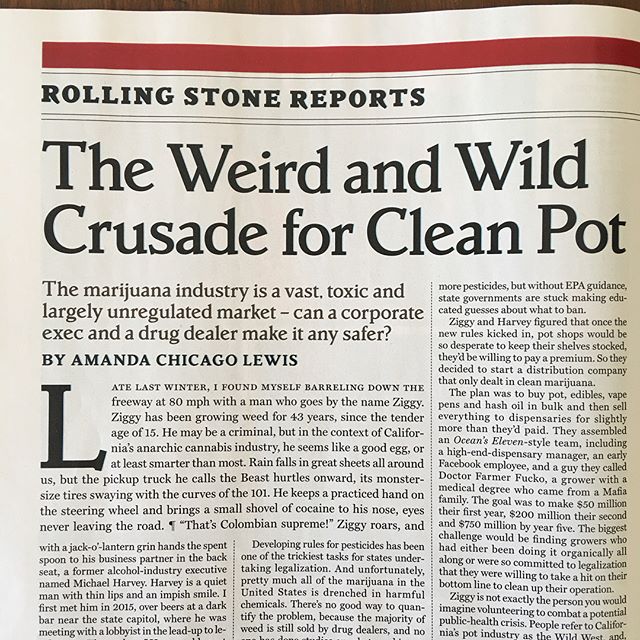 ROLLING STONE REPORTS
The Weird and Wild
Crusade for Clean Pot
The marijuana industry is a vast, toxic and
largely unregulated market – can a corporate
exec and a drug dealer make it any safer?
BY AMANDA CHICAGO LEWIS
LATE LAST WINTER, I FOUND MYSELF BARRELING DOWN THE
freeway at 80 mph with a man who goes by the name Ziggy.
Ziggy has been growing weed for 43 years, since the tender
age of 15. He may be a criminal, but in the context of Califor-
nia's anarchic cannabis industry, he seems like a good egg, or
at least smarter than most. Rain falls in great sheets all around
us, but the pickup truck he calls the Beast hurtles onward, its monster-
size tires swaying with the curves of the 101. He keeps a practiced hand on
the steering wheel and brings a small shovel of cocaine to his nose, eyes
never leaving the road. ¶ “That's Colombian supreme!” Ziggy roars, and
with a jack-o'-lantern grin hands the spent
spoon to his business partner in the back
seat, a former alcohol-industry executive
named Michael Harvey. Harvey is a quiet
man with thin lips and an impish smile. I
first met him in 2015, over beers at a dark
bar near the state capitol, where he was
meeting with a lobbyist in the lead-up to le-
Developing rules for pesticides has been
one of the trickiest tasks for states under-
taking legalization. And unfortunately,
pretty much all of the marijuana in the
United States is drenched in harmful
chemicals. There's no good way to quan-
tify the problem, because the majority of
weed is still sold by drug dealers, and no
more pesticides, but without EPA guidance,
state governments are stuck making edu-
cated guesses about what to ban.
Ziggy and Harvey figured that once the
new rules kicked in, pot shops would be
so desperate to keep their shelves stocked,
they'd be willing to pay a premium. So they
decided to start a distribution company
that only dealt in clean marijuana.
The plan was to buy pot, edibles, vape
pens and hash oil in bulk and then sell
everything to dispensaries for slightly
more than they'd paid. They assembled
an Ocean's Eleven-style team, including
a high-end-dispensary manager, an early
Facebook employee, and a guy they called
Doctor Farmer Fucko, a grower with a
medical degree who came from a Mafia
family. The goal was to make $50 million
their first year, $200 million their second
and $750 million by year five. The biggest
challenge would be finding growers who
had either been doing it organically all
along or were so committed to legalization
that they were willing to take a hit on their
bottom line to clean up their operation.
Ziggy is not exactly the person you would
imagine volunteering to combat a potential
public-health crisis. People refer to Califor-
nia's pot industry as the Wild West, and